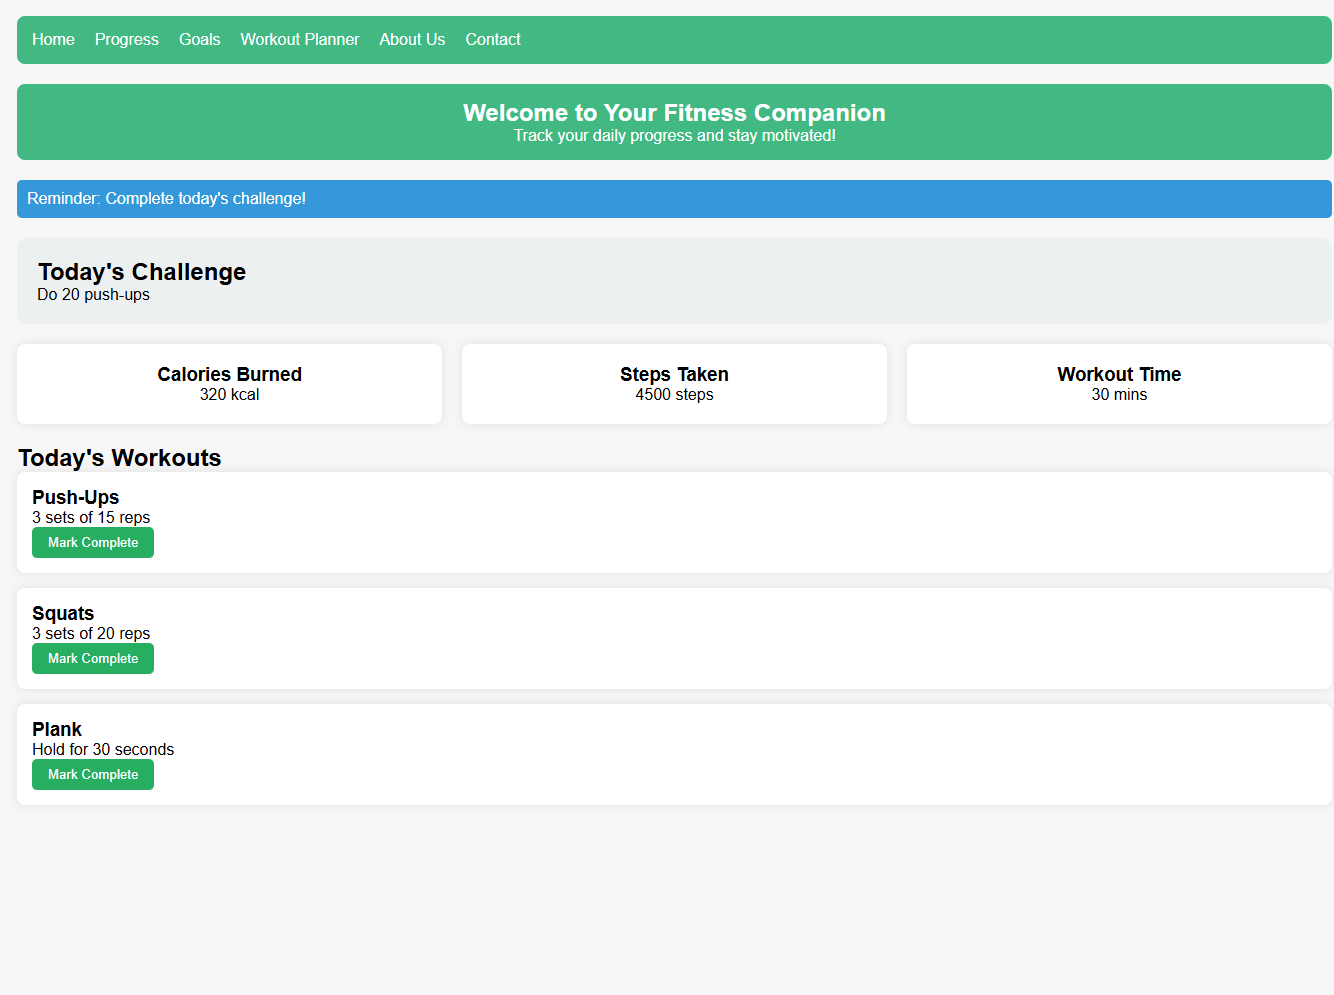 Home Progress Goals Workout Planner About Us Contact
Welcome to Your Fitness Companion
Track your daily progress and stay motivated!
Reminder: Complete today's challenge!
Today's Challenge
Do 20 push-ups
Calories Burned
320 kcal
Steps Taken
4500 steps
Workout Time
30 mins
Today's Workouts
Push-Ups
3 sets of 15 reps
Mark Complete
Squats
3 sets of 20 reps
Mark Complete
Plank
Hold for 30 seconds
Mark Complete